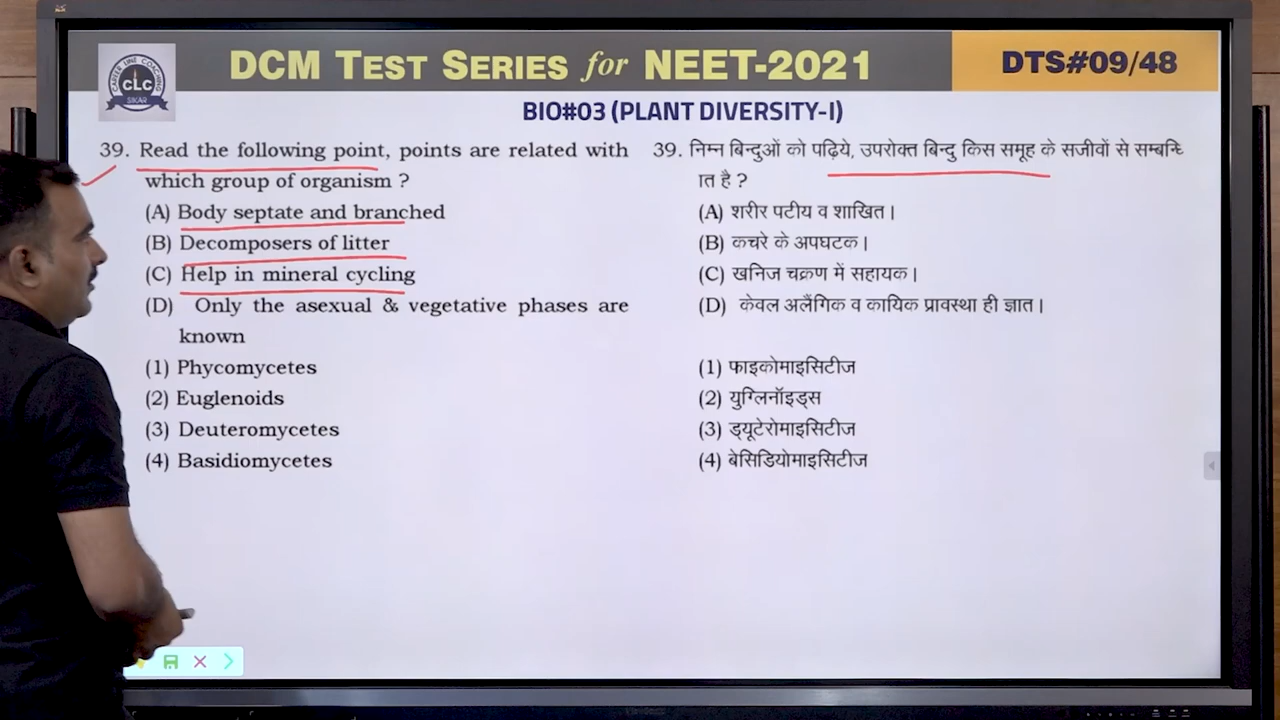 DCM TEST SERIES for NEET-2021
DTS#09/48
CLC
SIKAR
BIO#03 (PLANT DIVERSITY-I)
39. Read the following point, points are related with
which group of organism ?
(A) Body septate and branched
(B) Decomposers of litter
(C) Help in mineral cycling
(D) Only the asexual & vegetative phases are
known
(1) Phycomycetes
(2) Euglenoids
(3) Deuteromycetes
(4) Basidiomycetes
39. निम्न बिन्दुओं को पढ़िये, उपरोक्त बिन्दु किस समूह के सजीवों से सम्बन्धि
ात है ?
(A) शरीर पटीय व शाखित।
(B) कचरे के अपघटक।
(C) खनिज चक्रण में सहायक।
(D) केवल अलैंगिक व कायिक प्रावस्था ही ज्ञात।
(1) फाइकोमाइसिटीज
(2) युग्लिनॉइड्स
(3) ड्यूटेरोमाइसिटीज
(4) बेसिडियोमाइसिटीज